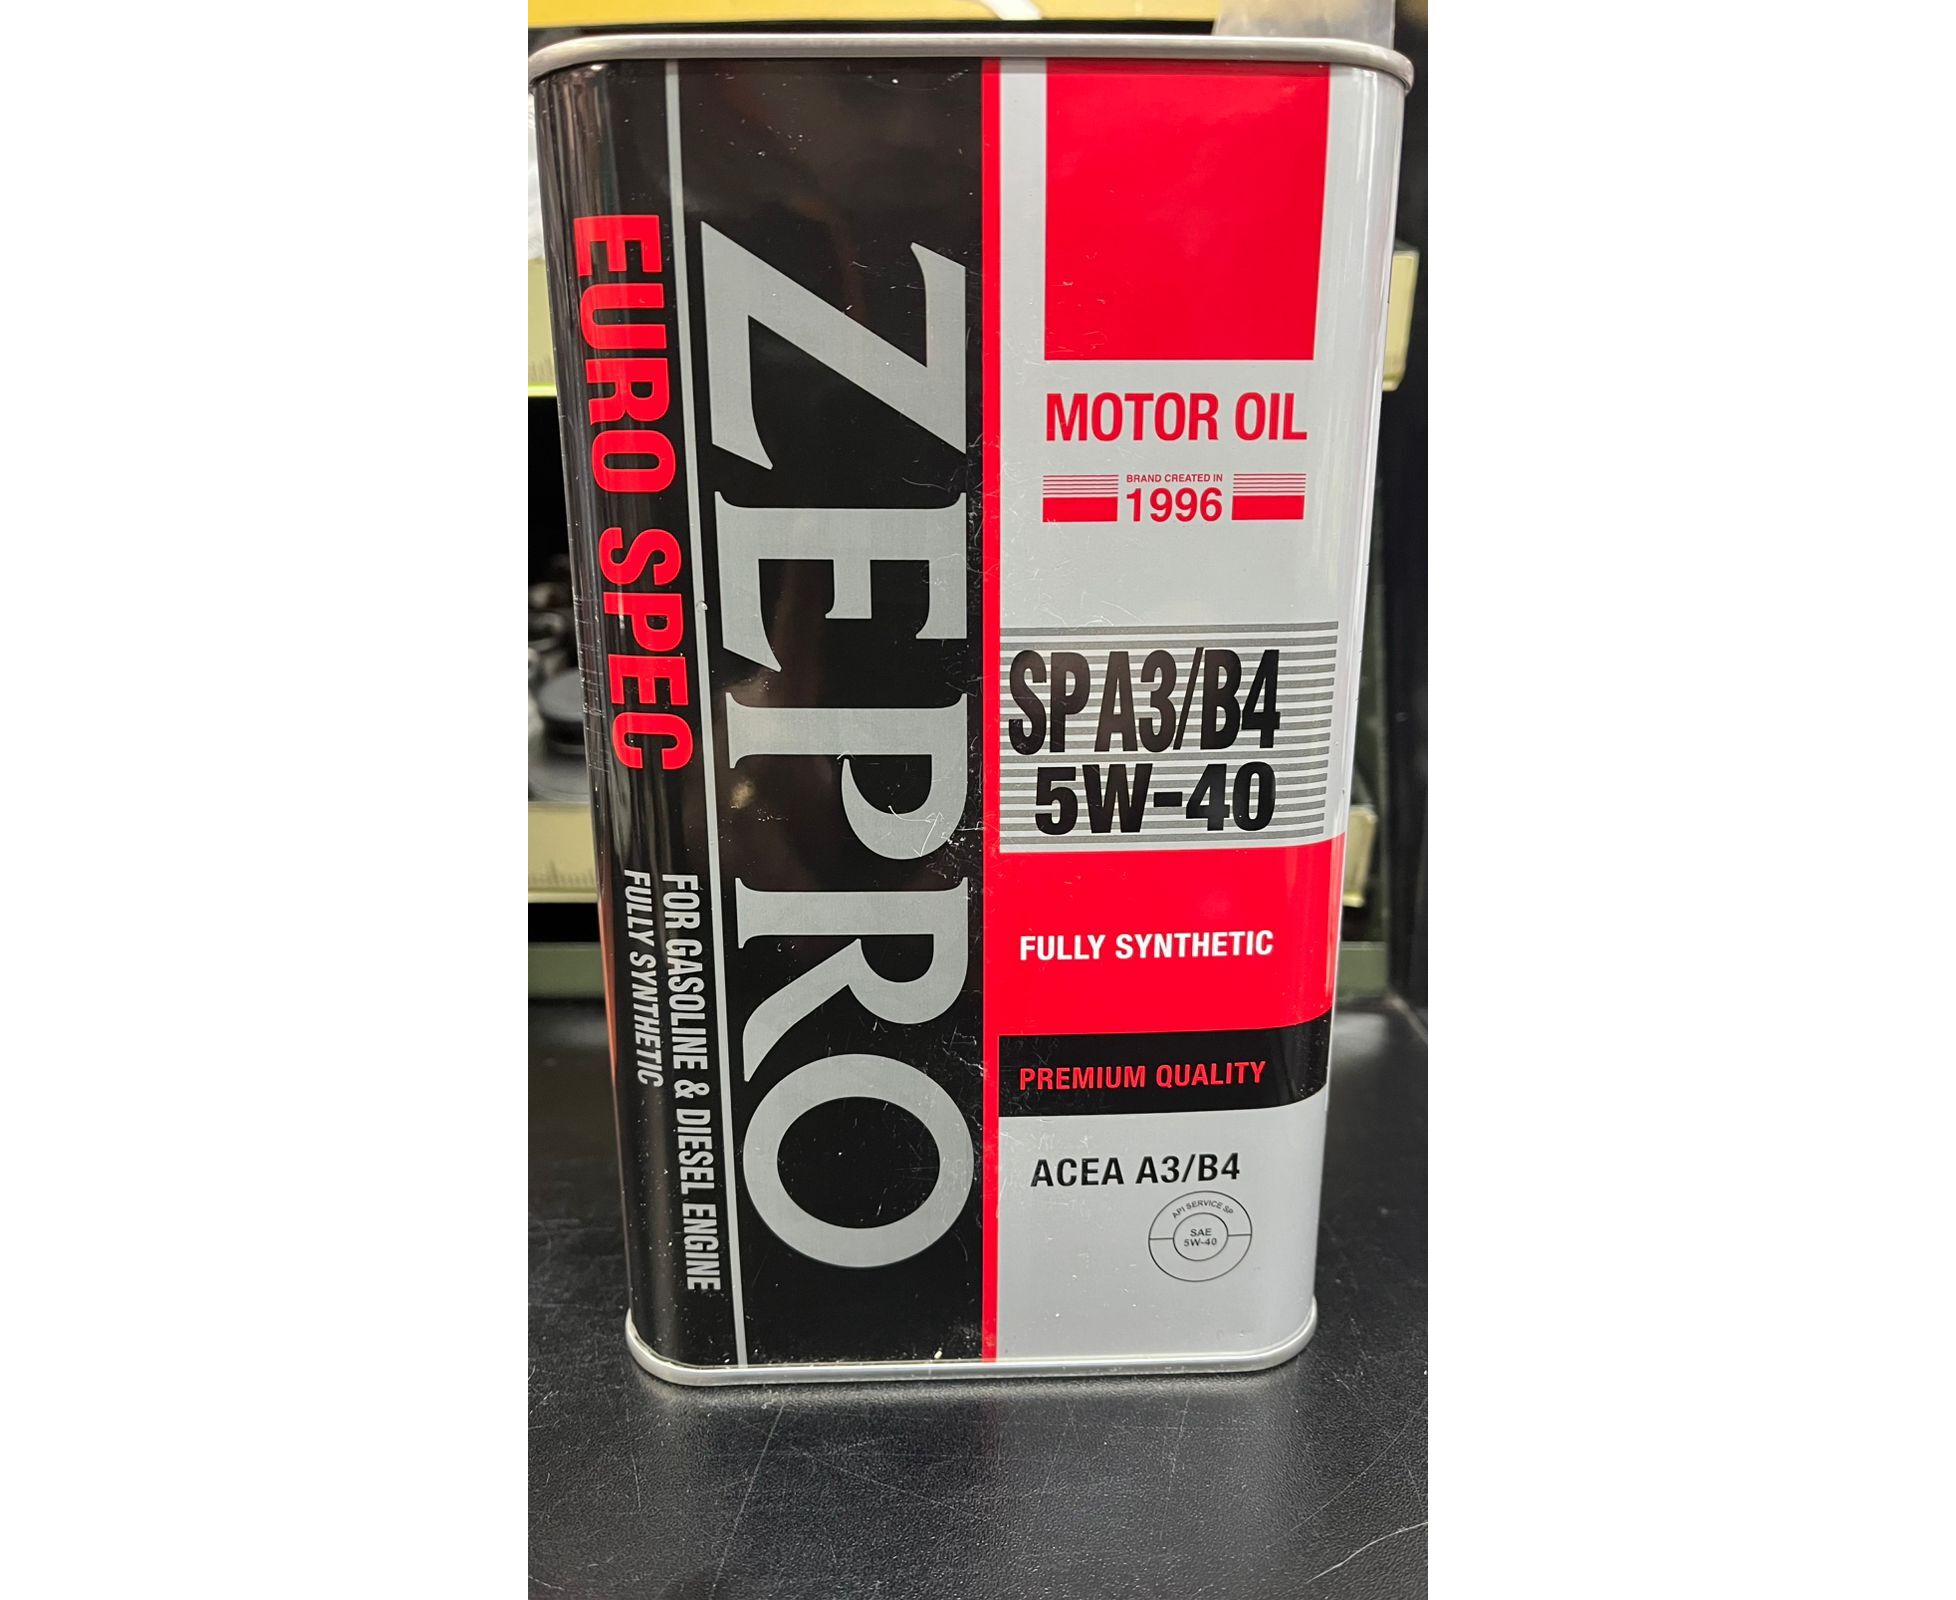 EURO SPEC
FOR GASOLINE & DIESEL ENGINE
FULLY SYNTHETIC
ZEPRO
MOTOR OIL
BRAND CREATED IN
1996
SP A3/B4
5W-40
FULLY SYNTHETIC
PREMIUM QUALITY
ACEA A3/B4
API SERVICE SP
SAE
5W-40